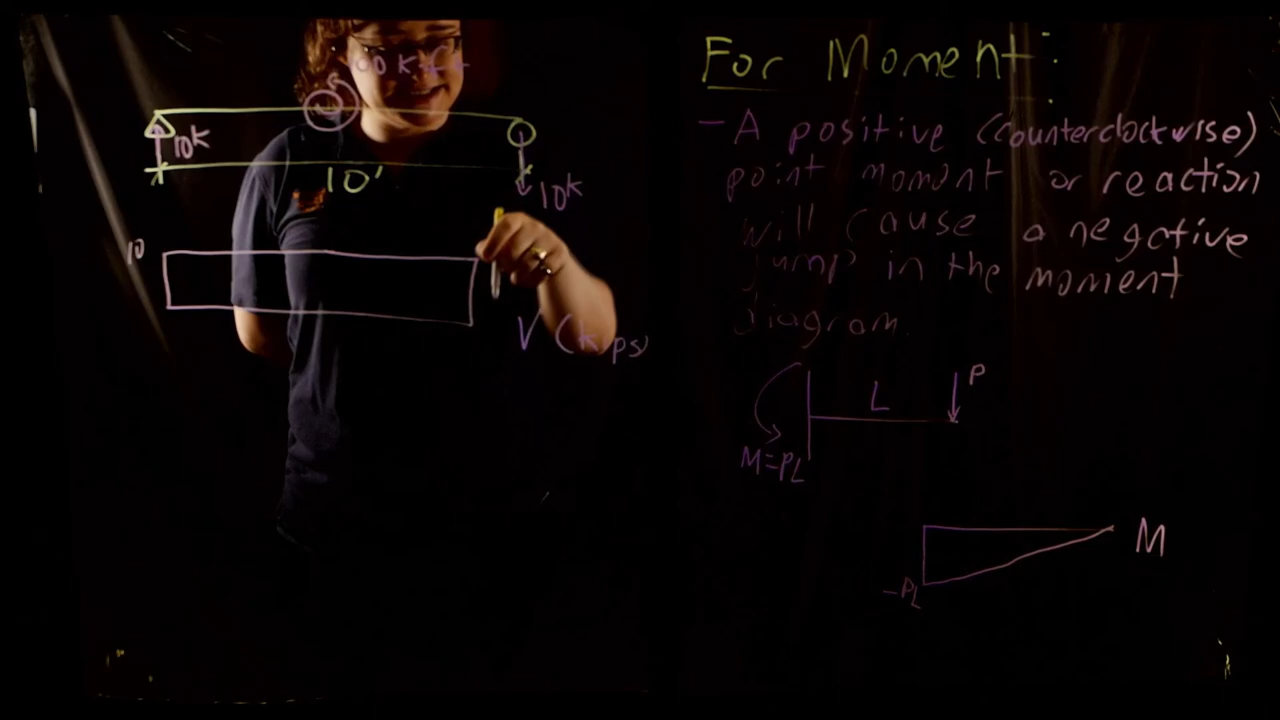 For Moment:
- A positive (counterclockwise)
point moment or reaction
will cause a negative
jump in the moment
diagram.
10k
10'
10k
10
V (kips)
L
P
M=PL
M
-PL